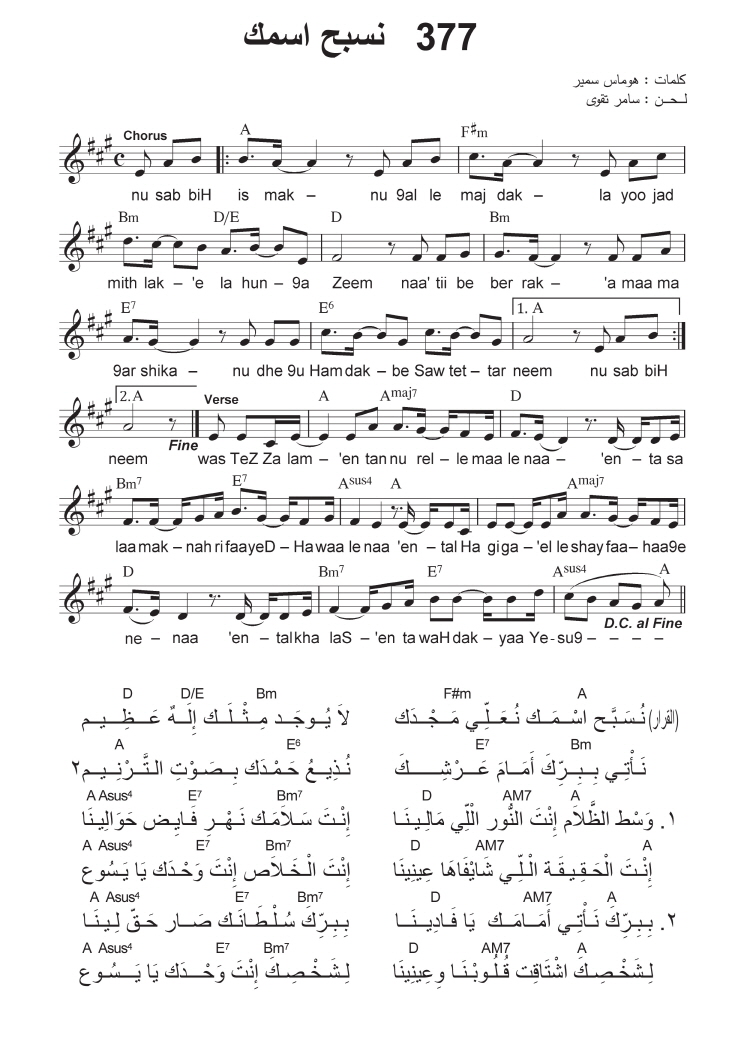 377 نسبح اسمك
كلمات : هوماس سمير
لـحـن : سامر تقوى
Chorus A F#m
nu sab biH is mak – nu 9al le maj dak – la yoo jad
Bm D/E D Bm
mith lak – 'e la hun – 9a Zeem naa' tii be ber rak – 'a maa ma
E7 E6 1. A
9ar shika – nu dhe 9u Ham dak – be Saw tet – tar neem nu sab biH
2. A Verse A Amaj7 D
Fine
neem was TeZ Za lam – 'en tan nu rel – le maa le naa – 'en – ta sa
Bm7 E7 Asus4 A Amaj7
laa mak – nah ri faa ye D – Ha waa le naa 'en – tal Ha gi ga – 'el le shay faa – haa 9e
D Bm7 E7 Asus4 A
D.C. al Fine
ne – naa 'en – tal kha laS – 'en ta waH dak – yaa Ye - su9 – – – –
F#m A D D/E Bm
(القرار) نُسَبَّح اسْمَك نُعَلِّي مَجْدَك لاَ يُوجَد مِثْلَك إِلَهٌ عَظِيم
E7 Bm A E6
نَأْتِي بِبِرِّكَ أَمَامَ عَرْشِكَ نُذِيعُ حَمْدَك بِصَوْتِ التَّرْنِيم٢
D AM7 A A Asus4 E7 Bm7
١. وَسْط الظَّلاَم إِنْتَ النُّور اللِّي مَالِينَا إِنْتَ سَلاَمَك نَهْر فَايِض حَوَالِينَا
D AM7 A A Asus4 E7 Bm7
إِنْتَ الْحَقِيقَة الْلِّي شَايْفَاهَا عِينِينَا إِنْتَ الْخَلاَص إِنْتَ وَحْدَك يَا يَسُوع
D AM7 A A Asus4 E7 Bm7
٢. بِبِرِّكَ نَأْتِي أَمَامَك يَا فَادِينَا بِبِرِّكَ سُلْطَانَك صَار حَقِّ لِينَا
D AM7 A A Asus4 E7 Bm7
لِشَخْصِكَ اشْتَاقِت قُلُوبْنَا وِعِينِينَا لِشَخْصِكَ إِنْتَ وَحْدَك يَا يَسُوع